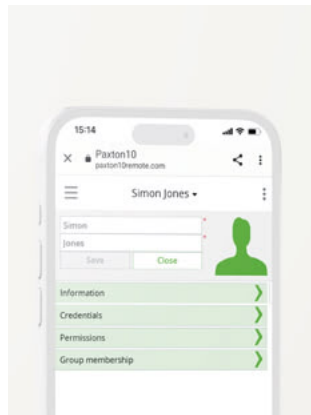 15:14
Paxton10
paxton10remote.com
Simon Jones
Simon
*
Jones
*
Save
Close
Information
Credentials
Permissions
Group membership